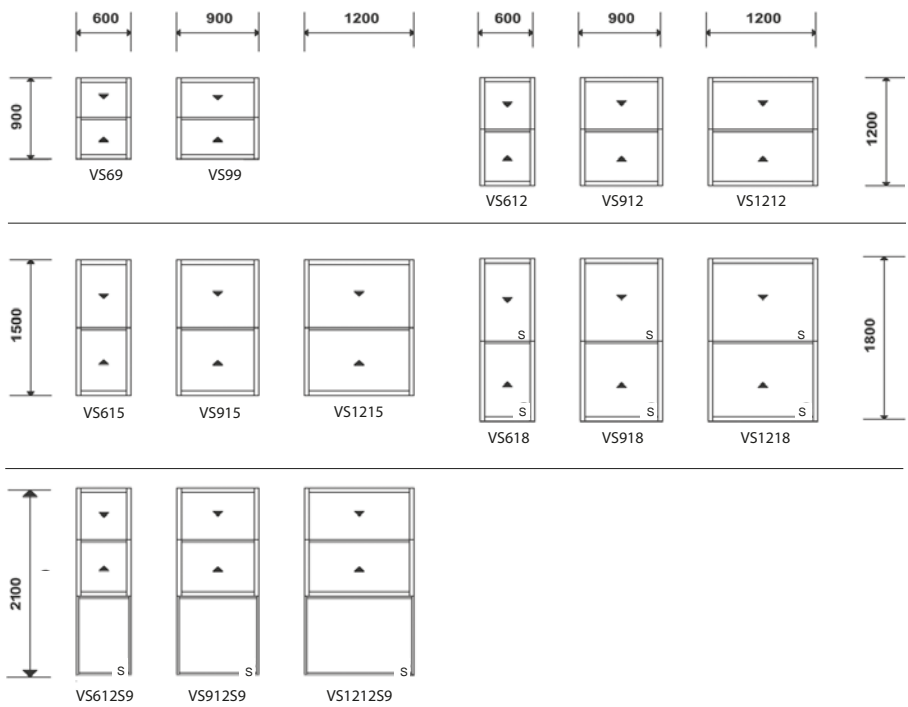 600 900 1200 600 900 1200
900
1200
VS69 VS99
VS612 VS912 VS1212
1500
1800
S S S
S S S
VS615 VS915 VS1215
VS618 VS918 VS1218
2100
S S S
VS612S9 VS912S9 VS1212S9